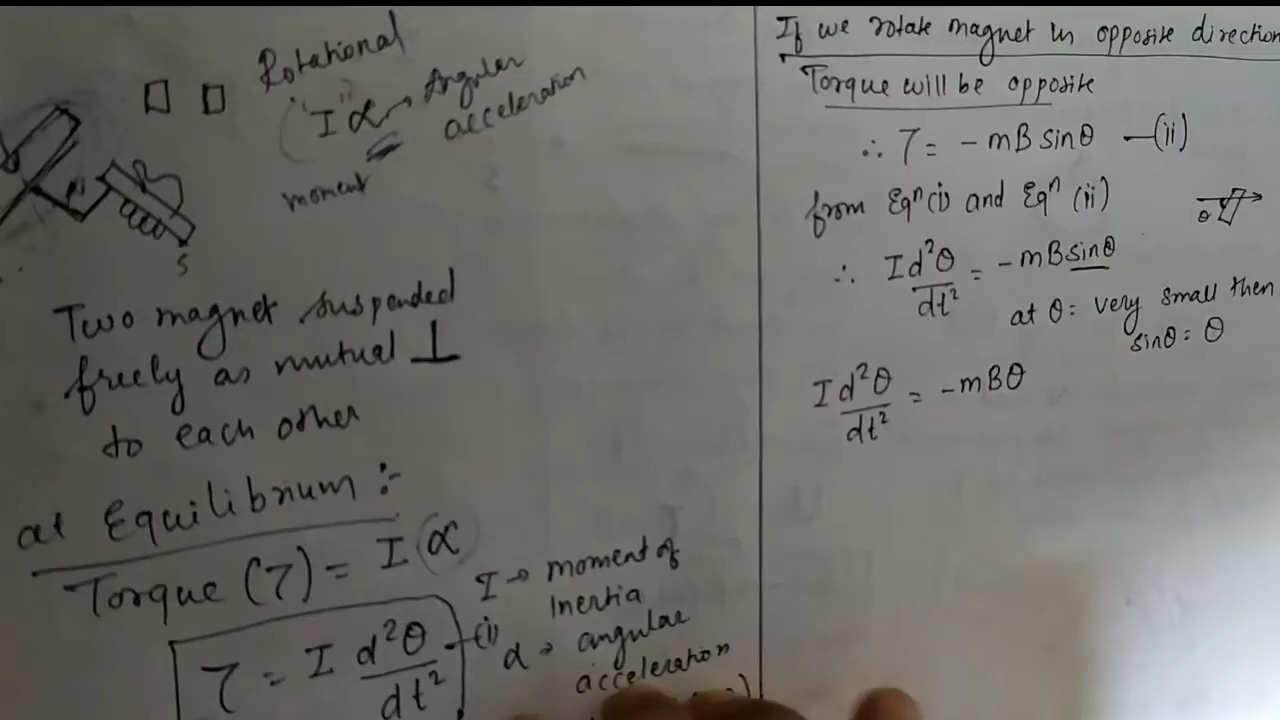 Rotational
"I" α → Angular acceleration
moment
S
Two magnet suspended
freely as mutual ⊥
to each other
at Equilibrium :-
Torque (τ) = I α
I → moment of
Inertia
α → angular
acceleration
τ = I d²θ/dt² —(i)
If we rotate magnet in opposite direction
Torque will be opposite
∴ τ = - mB sinθ —(ii)
from Eqⁿ(i) and Eqⁿ (ii)
θ
∴ I d²θ/dt² = - mB sinθ
at θ = very small then
sinθ = θ
I d²θ/dt² = - mBθ